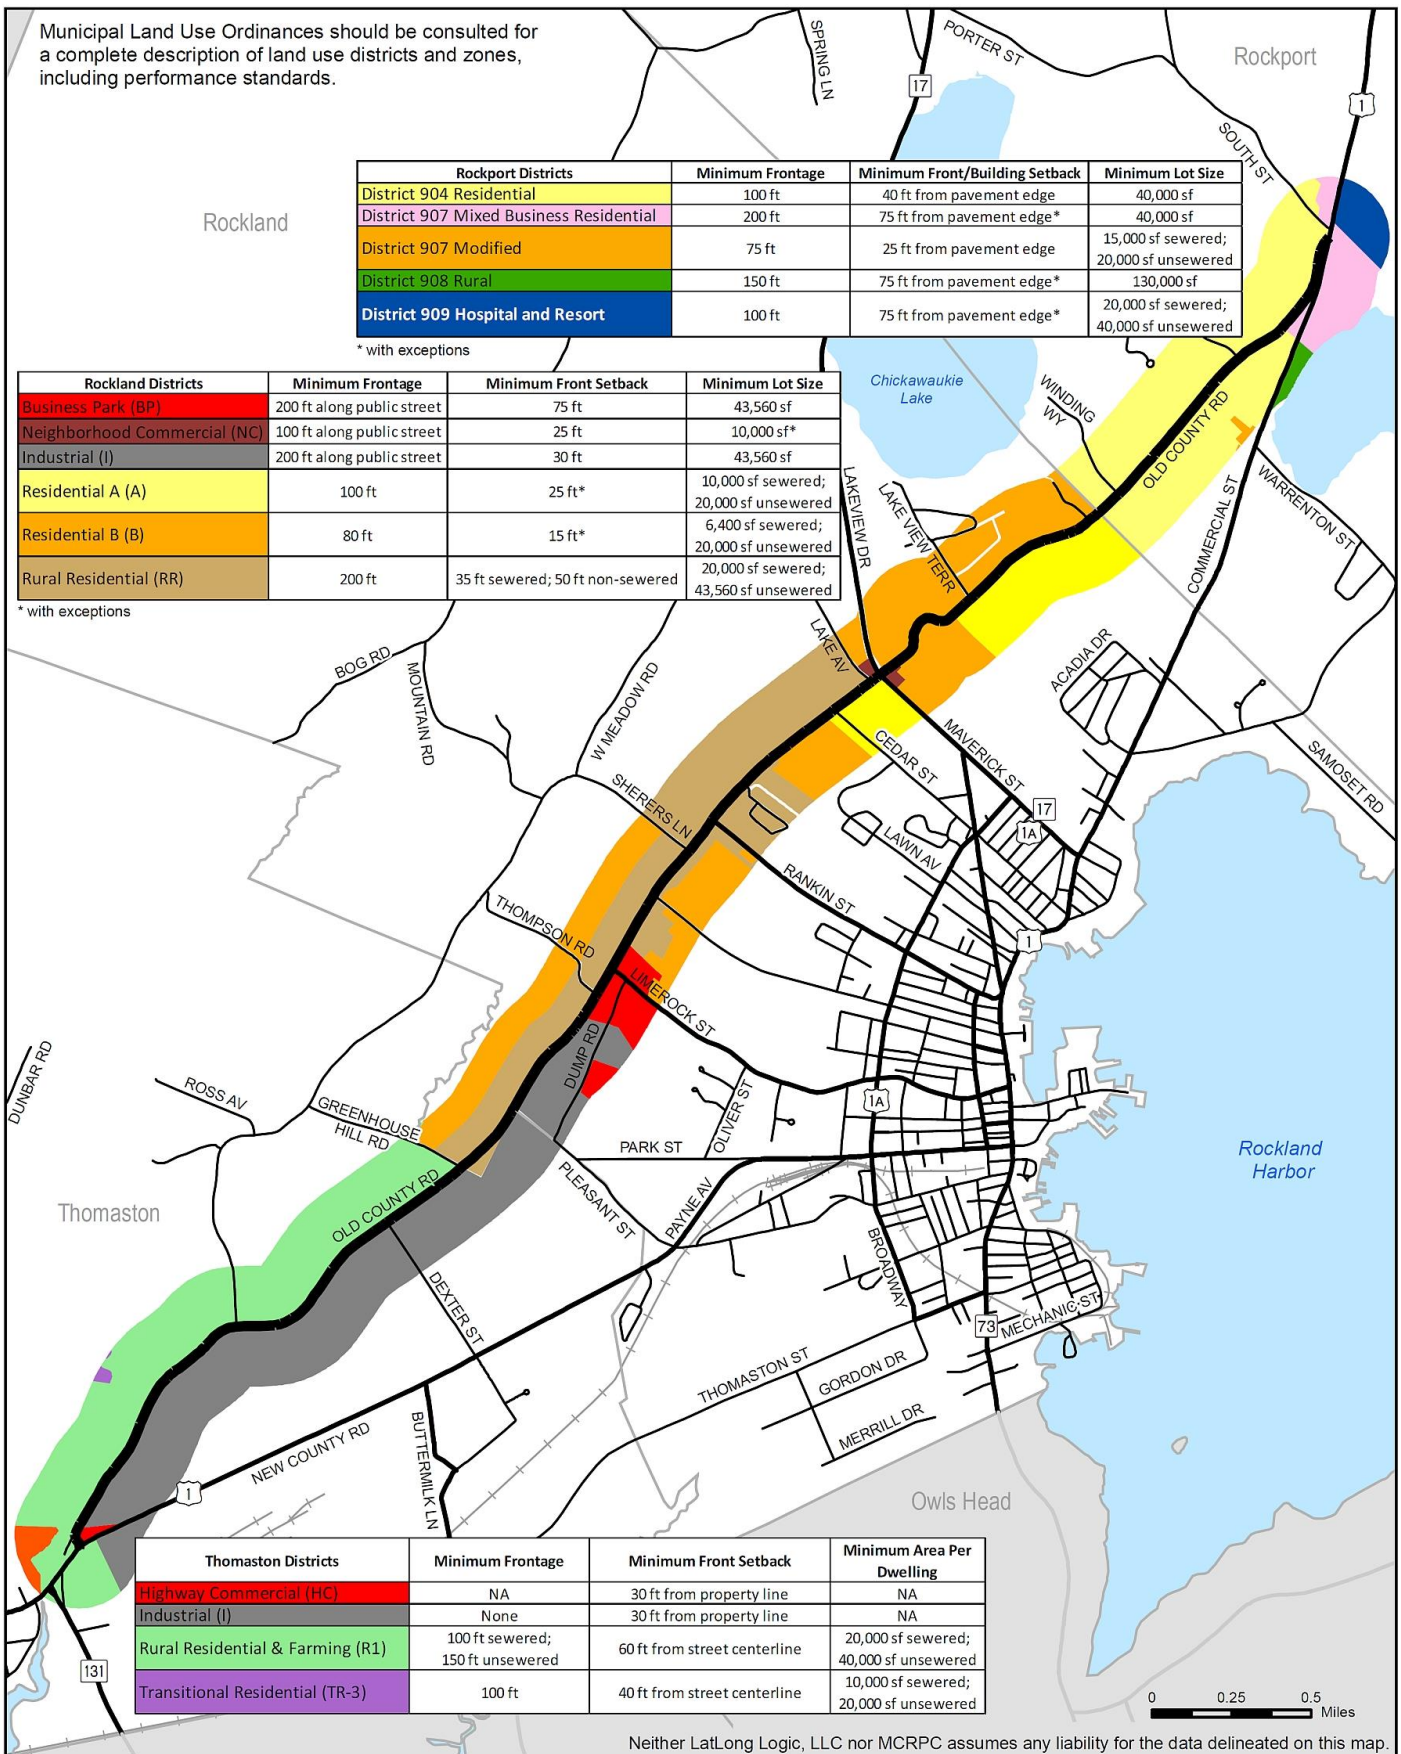 Municipal Land Use Ordinances should be consulted for
a complete description of land use districts and zones,
including performance standards.
SPRING LN
17
PORTER ST
Rockport
1
SOUTH ST
Rockland
Rockport Districts Minimum Frontage Minimum Front/Building Setback Minimum Lot Size
District 904 Residential 100 ft 40 ft from pavement edge 40,000 sf
District 907 Mixed Business Residential 200 ft 75 ft from pavement edge* 40,000 sf
District 907 Modified 75 ft 25 ft from pavement edge 15,000 sf sewered;
20,000 sf unsewered
District 908 Rural 150 ft 75 ft from pavement edge* 130,000 sf
District 909 Hospital and Resort 100 ft 75 ft from pavement edge* 20,000 sf sewered;
40,000 sf unsewered
* with exceptions
Rockland Districts Minimum Frontage Minimum Front Setback Minimum Lot Size
Business Park (BP) 200 ft along public street 75 ft 43,560 sf
Neighborhood Commercial (NC) 100 ft along public street 25 ft 10,000 sf*
Industrial (I) 200 ft along public street 30 ft 43,560 sf
Residential A (A) 100 ft 25 ft* 10,000 sf sewered;
20,000 sf unsewered
Residential B (B) 80 ft 15 ft* 6,400 sf sewered;
20,000 sf unsewered
Rural Residential (RR) 200 ft 35 ft sewered; 50 ft non-sewered 20,000 sf sewered;
43,560 sf unsewered
* with exceptions
Chickawaukie
Lake
WINDING
WY
OLD COUNTY RD
LAKEVIEW DR
LAKE VIEW TERR
COMMERCIAL ST
WARRENTON ST
LAKE AV
BOG RD
MOUNTAIN RD
W MEADOW RD
ACADIA DR
SHERERS LN
CEDAR ST
MAVERICK ST
SAMOSET RD
17
1A
LAWN AV
RANKIN ST
THOMPSON RD
1
LIMEROCK ST
DUMP RD
DUNBAR RD
ROSS AV
GREENHOUSE
HILL RD
OLIVER ST
1A
PARK ST
PLEASANT ST
PAYNE AV
Rockland
Harbor
Thomaston
OLD COUNTY RD
DEXTER ST
BROADWAY
73
MECHANIC ST
THOMASTON ST
GORDON DR
MERRILL DR
BUTTERMILK LN
NEW COUNTY RD
1
Owls Head
Thomaston Districts Minimum Frontage Minimum Front Setback Minimum Area Per
Dwelling
Highway Commercial (HC) NA 30 ft from property line NA
Industrial (I) None 30 ft from property line NA
Rural Residential & Farming (R1) 100 ft sewered;
150 ft unsewered 60 ft from street centerline 20,000 sf sewered;
40,000 sf unsewered
Transitional Residential (TR-3) 100 ft 40 ft from street centerline 10,000 sf sewered;
20,000 sf unsewered
131
0 0.25 0.5
Miles
Neither LatLong Logic, LLC nor MCRPC assumes any liability for the data delineated on this map.